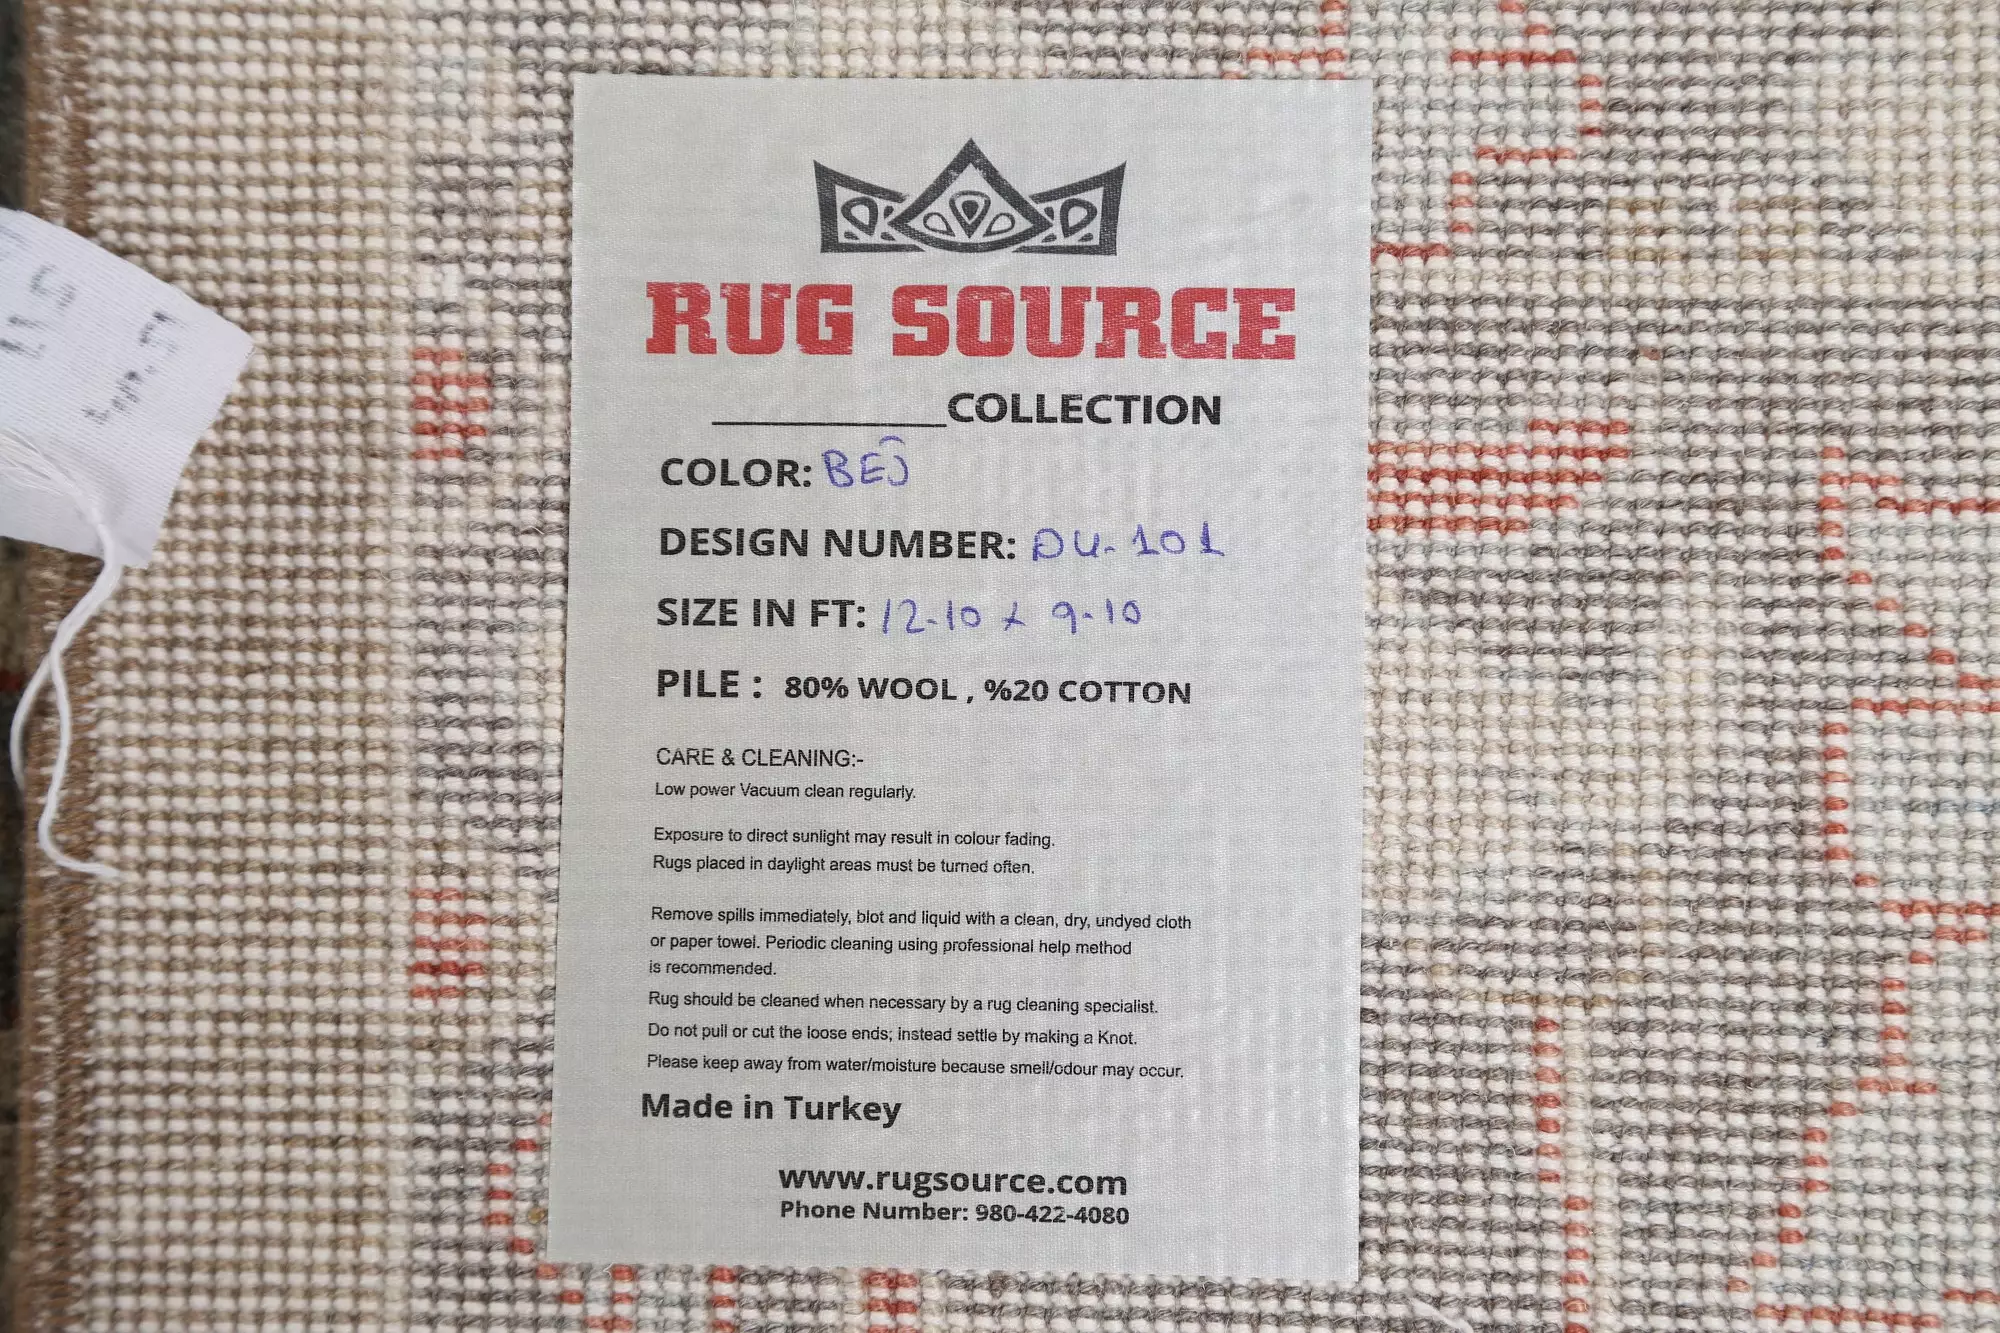 RUG SOURCE
__________COLLECTION
COLOR: BEJ
DESIGN NUMBER: DU-101
SIZE IN FT: 12-10 x 9-10
PILE : 80% WOOL , %20 COTTON
CARE & CLEANING:-
Low power Vacuum clean regularly.
Exposure to direct sunlight may result in colour fading.
Rugs placed in daylight areas must be turned often.
Remove spills immediately, blot and liquid with a clean, dry, undyed cloth
or paper towel. Periodic cleaning using professional help method
is recommended.
Rug should be cleaned when necessary by a rug cleaning specialist.
Do not pull or cut the loose ends; instead settle by making a Knot.
Please keep away from water/moisture because smell/odour may occur.
Made in Turkey
www.rugsource.com
Phone Number: 980-422-4080